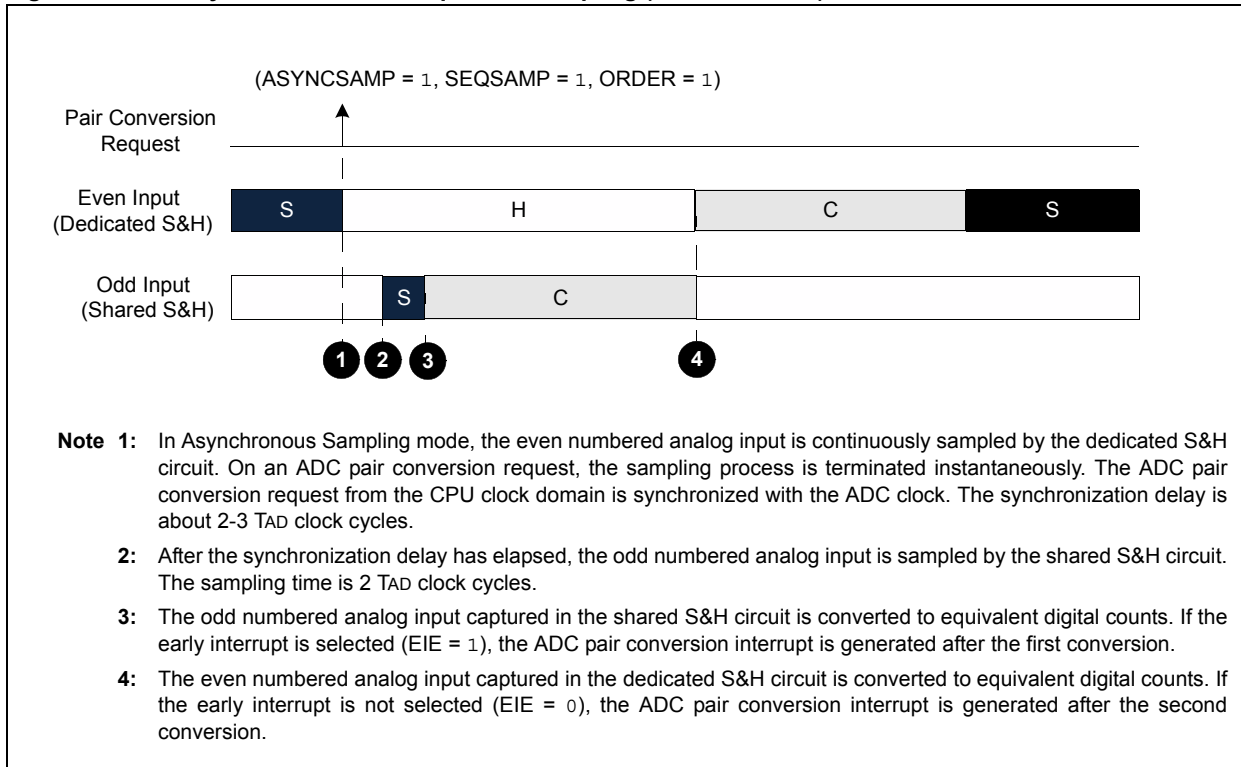 (ASYNCSAMP = 1, SEQSAMP = 1, ORDER = 1)
Pair Conversion
Request
Even Input
(Dedicated S&H)
S H C S
Odd Input
(Shared S&H)
S C
1 2 3 4
Note 1: In Asynchronous Sampling mode, the even numbered analog input is continuously sampled by the dedicated S&H
circuit. On an ADC pair conversion request, the sampling process is terminated instantaneously. The ADC pair
conversion request from the CPU clock domain is synchronized with the ADC clock. The synchronization delay is
about 2-3 TAD clock cycles.
2: After the synchronization delay has elapsed, the odd numbered analog input is sampled by the shared S&H circuit.
The sampling time is 2 TAD clock cycles.
3: The odd numbered analog input captured in the shared S&H circuit is converted to equivalent digital counts. If the
early interrupt is selected (EIE = 1), the ADC pair conversion interrupt is generated after the first conversion.
4: The even numbered analog input captured in the dedicated S&H circuit is converted to equivalent digital counts. If
the early interrupt is not selected (EIE = 0), the ADC pair conversion interrupt is generated after the second
conversion.